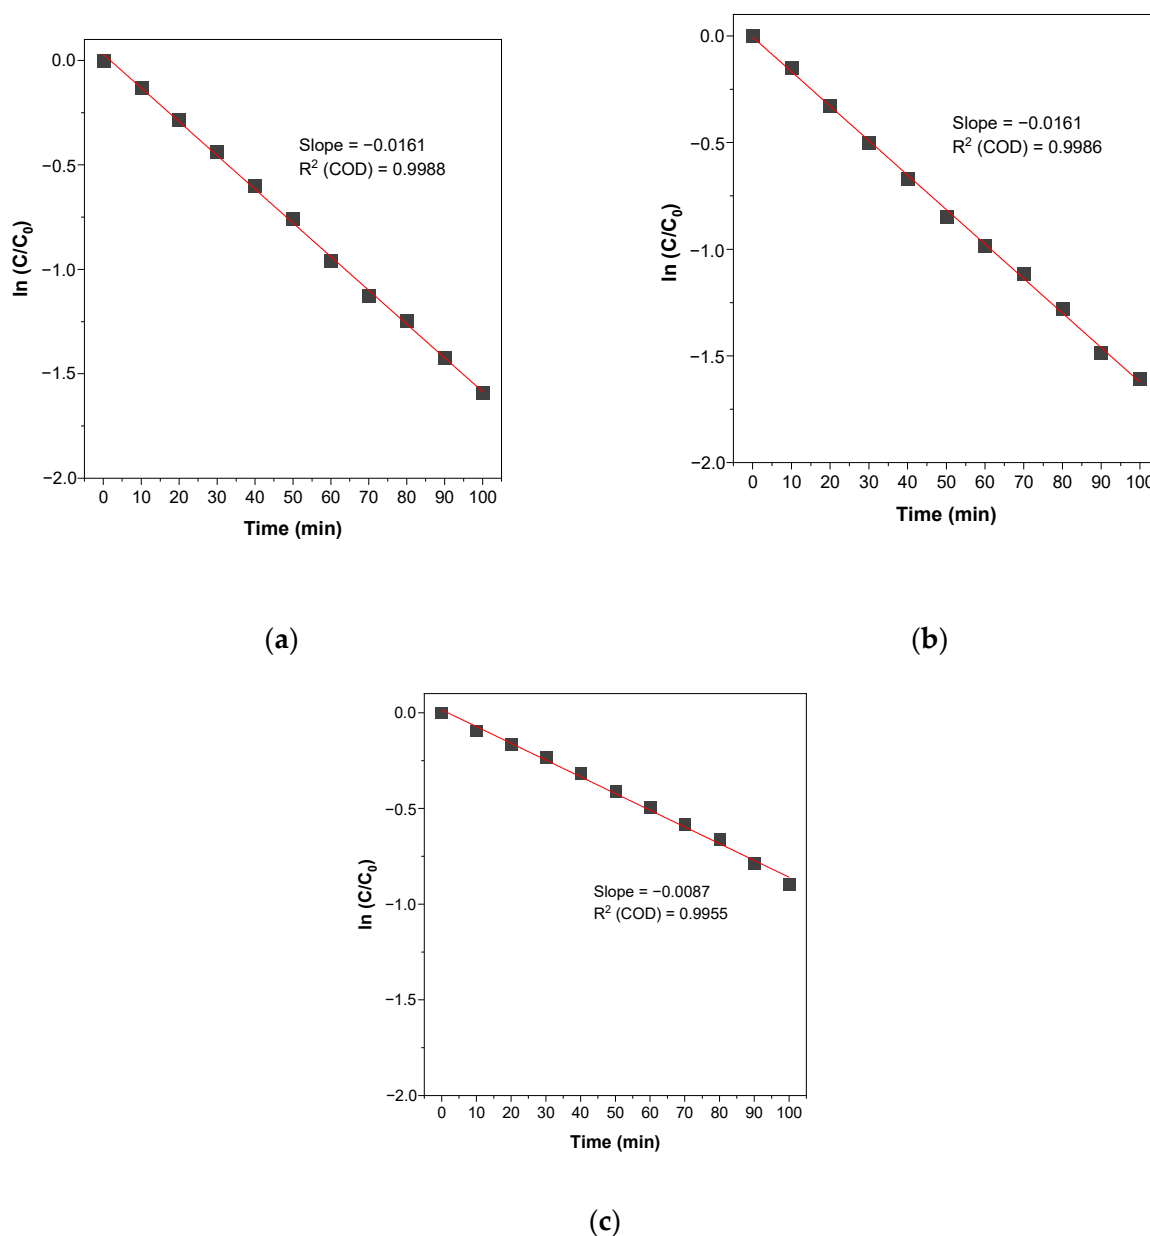 0.0
−0.5
−1.0
−1.5
−2.0
ln (C/C0)
Slope = −0.0161
R2 (COD) = 0.9988
0 10 20 30 40 50 60 70 80 90 100
Time (min)
(a)
0.0
−0.5
−1.0
−1.5
−2.0
ln (C/C0)
Slope = −0.0161
R2 (COD) = 0.9986
0 10 20 30 40 50 60 70 80 90 100
Time (min)
(b)
0.0
−0.5
−1.0
−1.5
−2.0
ln (C/C0)
Slope = −0.0087
R2 (COD) = 0.9955
0 10 20 30 40 50 60 70 80 90 100
Time (min)
(c)